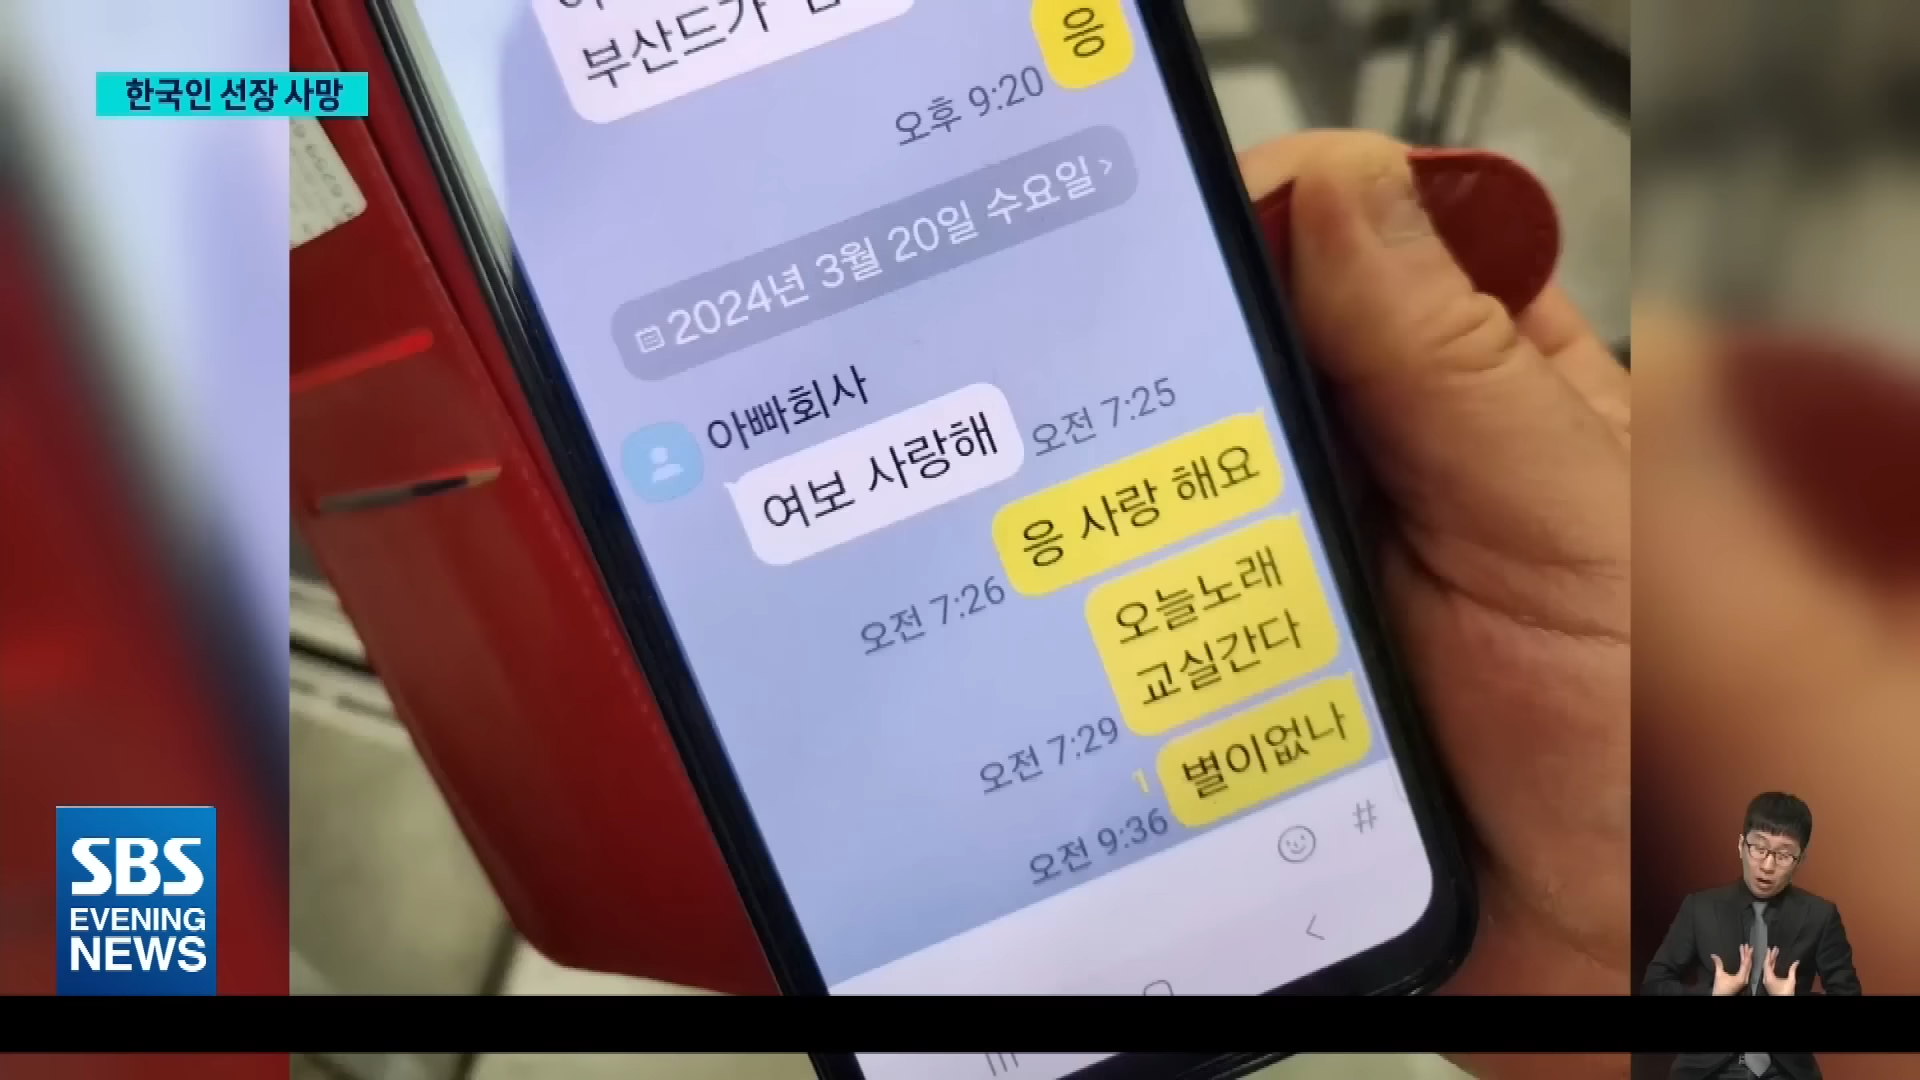 한국인 선장 사망
부산드가
응
오후 9:20
2024년 3월 20일 수요일 >
아빠회사
여보 사랑해
오전 7:25
응 사랑 해요
오전 7:26
오늘노래
교실간다
오전 7:29
별이없나
1
오전 9:36
#
SBS
EVENING
NEWS